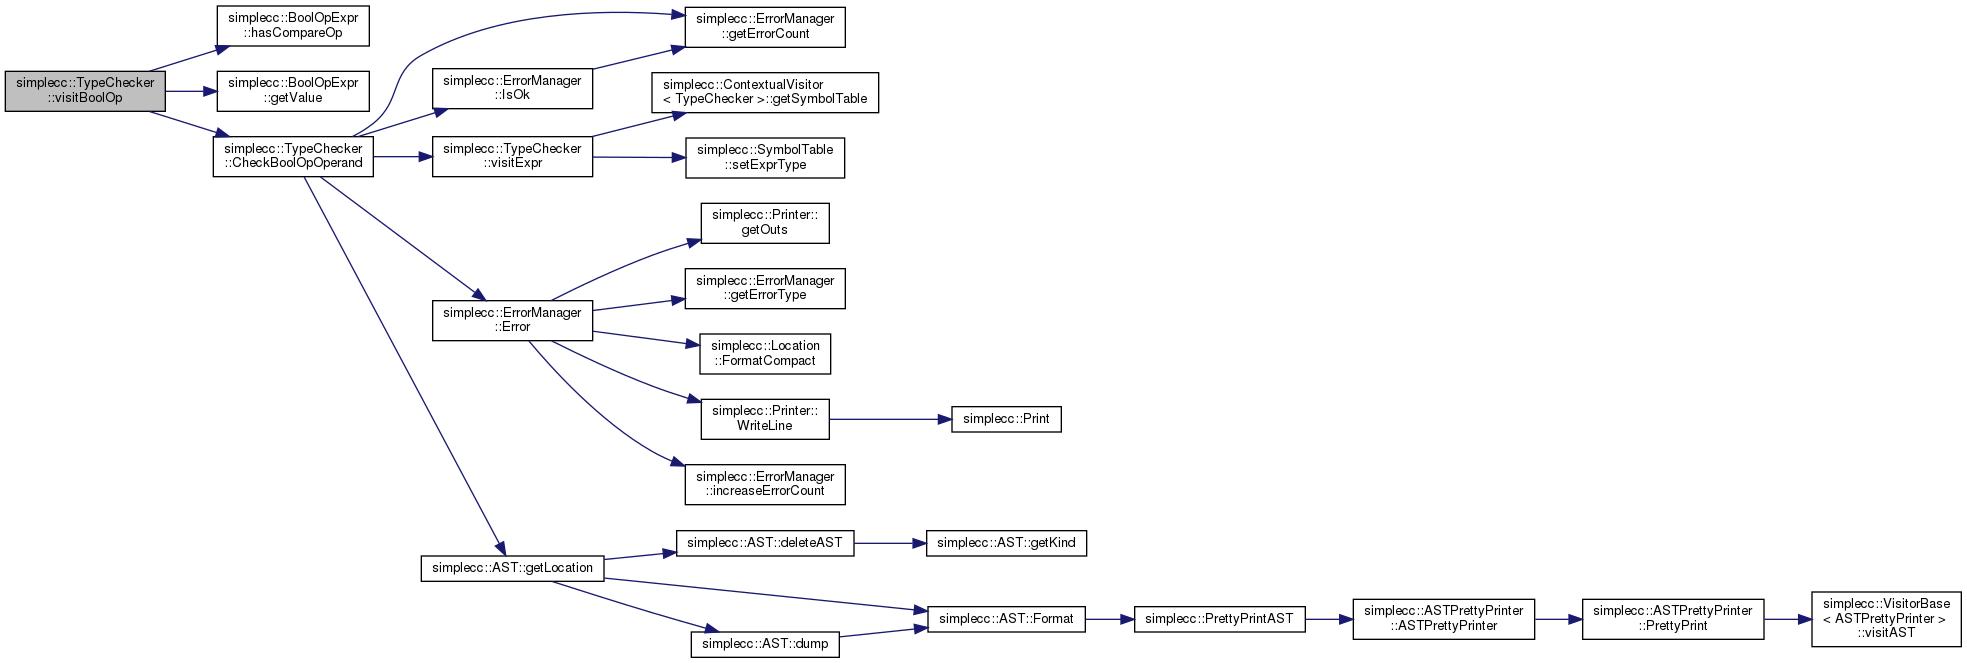 simplecc::TypeChecker
::visitBoolOp
simplecc::BoolOpExpr
::hasCompareOp
simplecc::BoolOpExpr
::getValue
simplecc::TypeChecker
::CheckBoolOpOperand
simplecc::ErrorManager
::getErrorCount
simplecc::ErrorManager
::IsOk
simplecc::TypeChecker
::visitExpr
simplecc::ContextualVisitor
< TypeChecker >::getSymbolTable
simplecc::SymbolTable
::setExprType
simplecc::ErrorManager
::Error
simplecc::Printer::
getOuts
simplecc::ErrorManager
::getErrorType
simplecc::Location
::FormatCompact
simplecc::Printer::
WriteLine
simplecc::Print
simplecc::ErrorManager
::increaseErrorCount
simplecc::AST::getLocation
simplecc::AST::deleteAST
simplecc::AST::getKind
simplecc::AST::dump
simplecc::AST::Format
simplecc::PrettyPrintAST
simplecc::ASTPrettyPrinter
::ASTPrettyPrinter
simplecc::ASTPrettyPrinter
::PrettyPrint
simplecc::VisitorBase
< ASTPrettyPrinter >
::visitAST